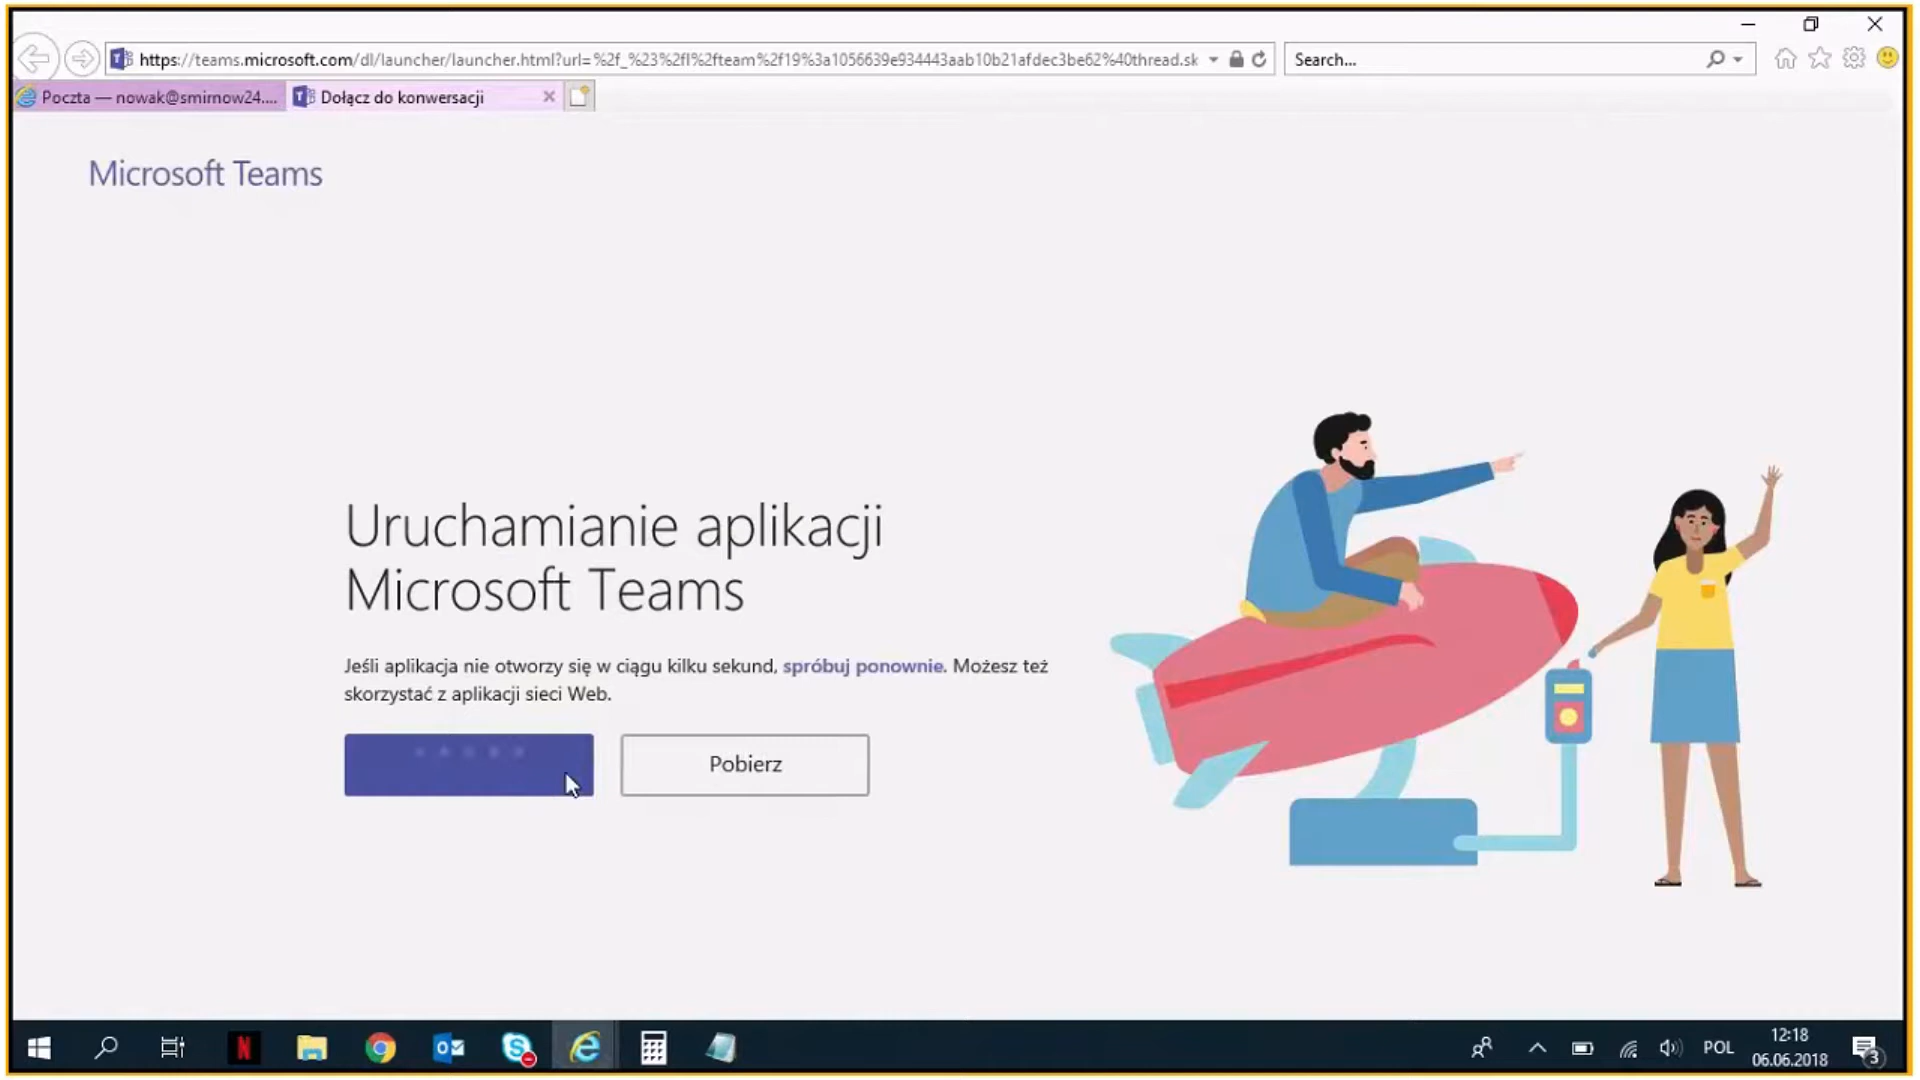 https://teams.microsoft.com/dl/launcher/launcher.html?url=%2f_%23%2fl%2fteam%2f19%3a1056639e934443aab10b21afdec3be62%40thread.sk
Search...
Poczta — nowak@smirnow24....
Dołącz do konwersacji
Microsoft Teams
Uruchamianie aplikacji
Microsoft Teams
Jeśli aplikacja nie otworzy się w ciągu kilku sekund, spróbuj ponownie. Możesz też
skorzystać z aplikacji sieci Web.
Pobierz
POL
12:18
06.06.2018
3